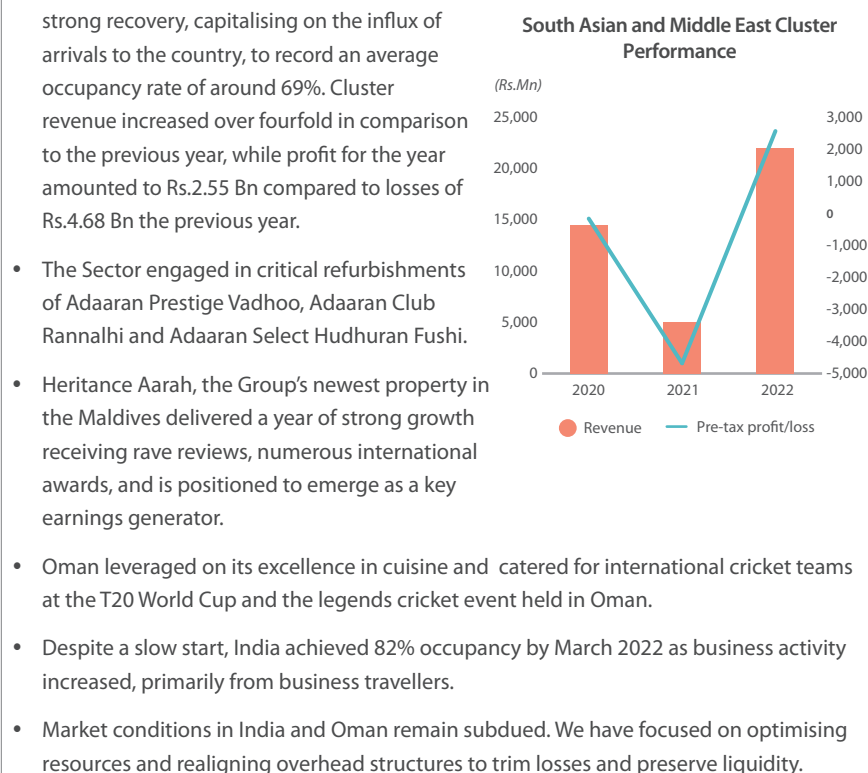 strong recovery, capitalising on the influx of
arrivals to the country, to record an average
occupancy rate of around 69%. Cluster
revenue increased over fourfold in comparison
to the previous year, while profit for the year
amounted to Rs.2.55 Bn compared to losses of
Rs.4.68 Bn the previous year.
• The Sector engaged in critical refurbishments
of Adaaran Prestige Vadhoo, Adaaran Club
Rannalhi and Adaaran Select Hudhuran Fushi.
• Heritance Aarah, the Group's newest property in
the Maldives delivered a year of strong growth
receiving rave reviews, numerous international
awards, and is positioned to emerge as a key
earnings generator.
South Asian and Middle East Cluster
Performance
(Rs.Mn)
25,000
20,000
15,000
10,000
5,000
0
3,000
2,000
1,000
0
-1,000
-2,000
-3,000
-4,000
-5,000
2020 2021 2022
Revenue Pre-tax profit/loss
• Oman leveraged on its excellence in cuisine and catered for international cricket teams
at the T20 World Cup and the legends cricket event held in Oman.
• Despite a slow start, India achieved 82% occupancy by March 2022 as business activity
increased, primarily from business travellers.
• Market conditions in India and Oman remain subdued. We have focused on optimising
resources and realigning overhead structures to trim losses and preserve liquidity.